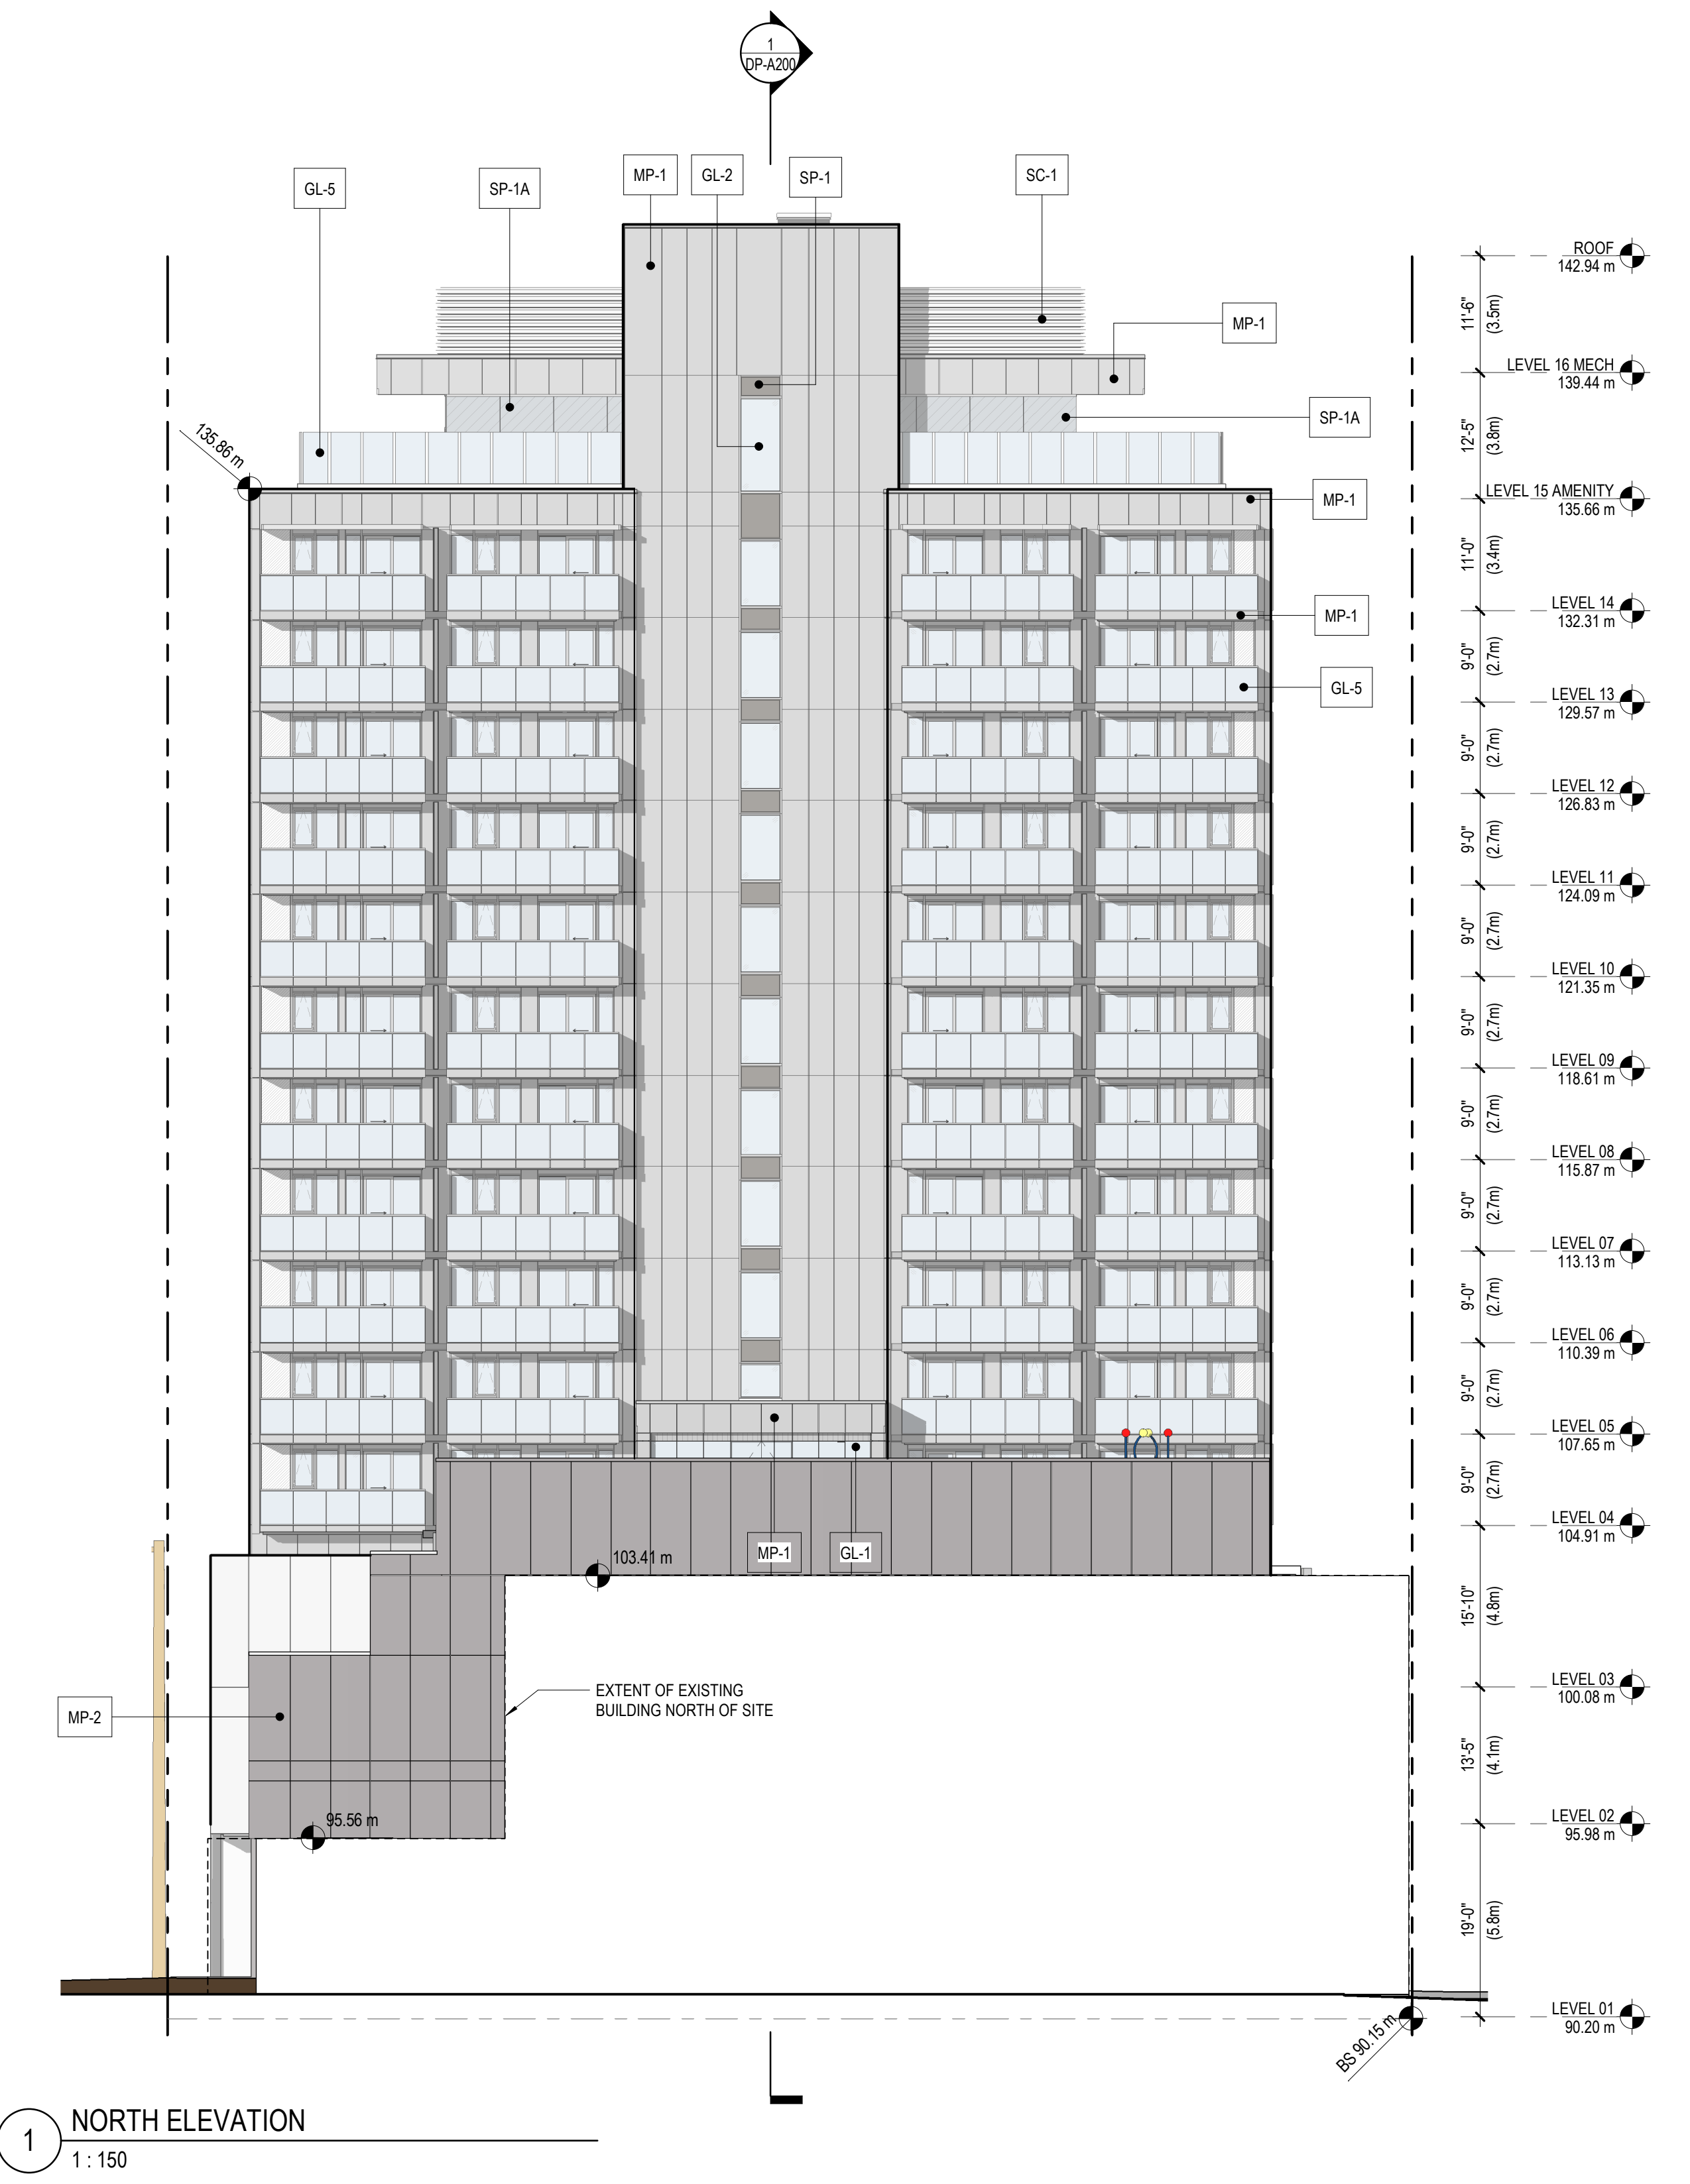 1
DP-A200
GL-5
SP-1A
MP-1
GL-2
SP-1
SC-1
MP-1
SP-1A
MP-1
MP-1
GL-5
135.86 m
ROOF
142.94 m
11'-6"
(3.5m)
LEVEL 16 MECH
139.44 m
12'-5"
(3.8m)
LEVEL 15 AMENITY
135.66 m
11'-0"
(3.4m)
LEVEL 14
132.31 m
9'-0"
(2.7m)
LEVEL 13
129.57 m
9'-0"
(2.7m)
LEVEL 12
126.83 m
9'-0"
(2.7m)
LEVEL 11
124.09 m
9'-0"
(2.7m)
LEVEL 10
121.35 m
9'-0"
(2.7m)
LEVEL 09
118.61 m
9'-0"
(2.7m)
LEVEL 08
115.87 m
9'-0"
(2.7m)
LEVEL 07
113.13 m
9'-0"
(2.7m)
LEVEL 06
110.39 m
9'-0"
(2.7m)
LEVEL 05
107.65 m
9'-0"
(2.7m)
LEVEL 04
104.91 m
15'-10"
(4.8m)
LEVEL 03
100.08 m
13'-5"
(4.1m)
LEVEL 02
95.98 m
19'-0"
(5.8m)
LEVEL 01
90.20 m
MP-1
GL-1
103.41 m
EXTENT OF EXISTING
BUILDING NORTH OF SITE
MP-2
95.56 m
BS 90.15 m
1
NORTH ELEVATION
1 : 150